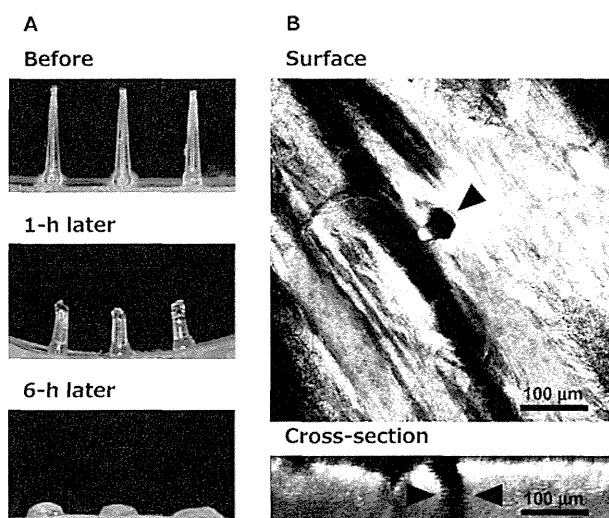 A
Before
1-h later
6-h later
B
Surface
100 µm
Cross-section
100 µm